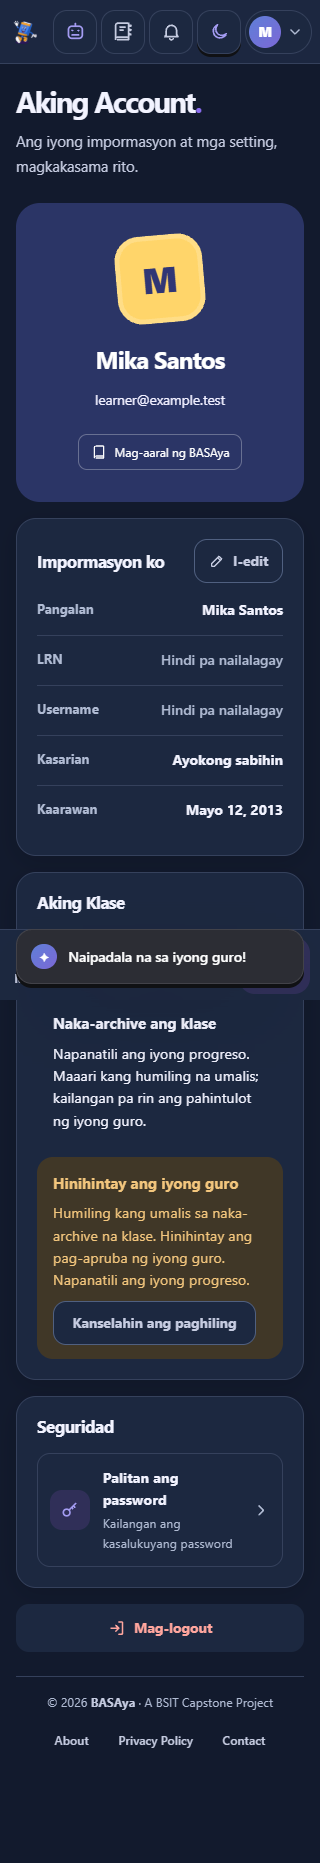 M
Aking Account.
Ang iyong impormasyon at mga setting,
magkakasama rito.
M
Mika Santos
learner@example.test
Mag-aaral ng BASAya
Impormasyon ko
I-edit
Pangalan
Mika Santos
LRN
Hindi pa nailalagay
Username
Hindi pa nailalagay
Kasarian
Ayokong sabihin
Kaarawan
Mayo 12, 2013
Aking Klase
Naipadala na sa iyong guro!
Naka-archive ang klase
Napanatili ang iyong progreso.
Maaari kang humiling na umalis;
kailangan pa rin ang pahintulot
ng iyong guro.
Hinihintay ang iyong guro
Humiling kang umalis sa naka-
archive na klase. Hinihintay ang
pag-apruba ng iyong guro.
Napanatili ang iyong progreso.
Kanselahin ang paghiling
Seguridad
Palitan ang
password
Kailangan ang
kasalukuyang password
Mag-logout
© 2026 BASAya · A BSIT Capstone Project
About
Privacy Policy
Contact